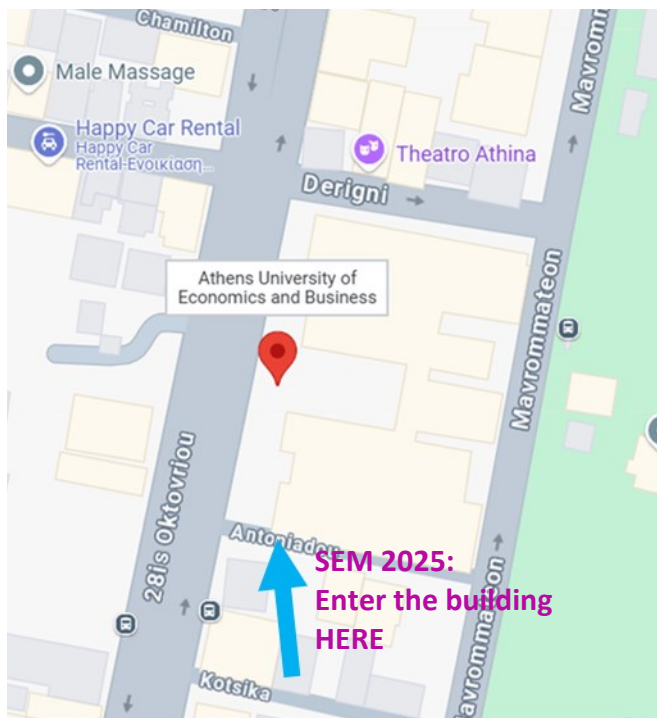 Chamilton
Male Massage
Happy Car Rental
Happy Car
Rental-Ενοικιαση...
Theatro Athina
Derigni
Mavrommateon
Athens University of
Economics and Business
Mavrommateon
28is Oktovriou
Antoniadou
SEM 2025:
Enter the building
HERE
Mavrommateon
Kotsika